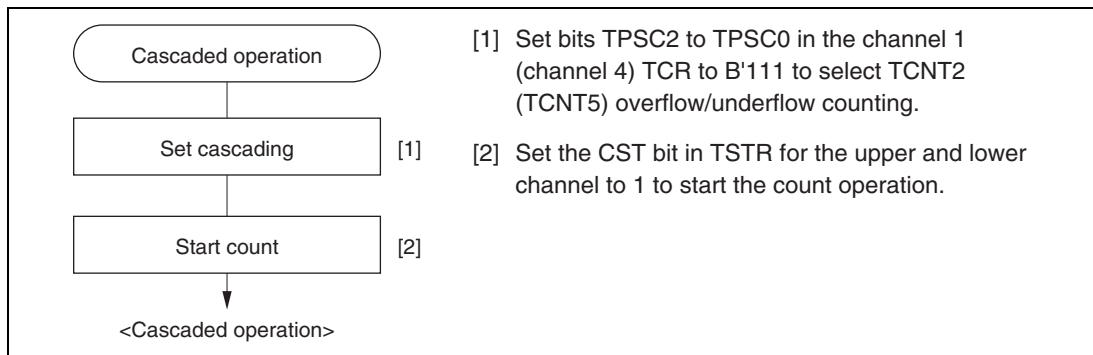 Cascaded operation
Set cascading
[1]
Start count
[2]
<Cascaded operation>
[1] Set bits TPSC2 to TPSC0 in the channel 1
(channel 4) TCR to B'111 to select TCNT2
(TCNT5) overflow/underflow counting.
[2] Set the CST bit in TSTR for the upper and lower
channel to 1 to start the count operation.